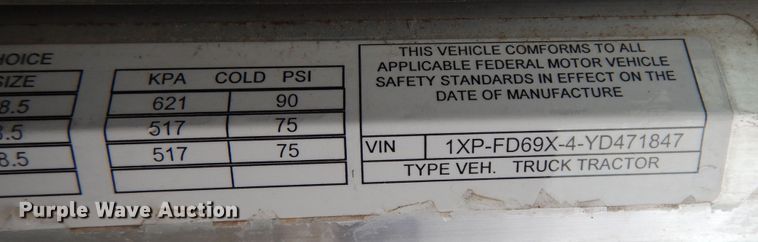 HOICE
SIZE
8.5
8.5
8.5
KPA COLD PSI
621 90
517 75
517 75
THIS VEHICLE COMFORMS TO ALL
APPLICABLE FEDERAL MOTOR VEHICLE
SAFETY STANDARDS IN EFFECT ON THE
DATE OF MANUFACTURE
VIN 1XP-FD69X-4-YD471847
TYPE VEH. TRUCK TRACTOR
Purple Wave Auction